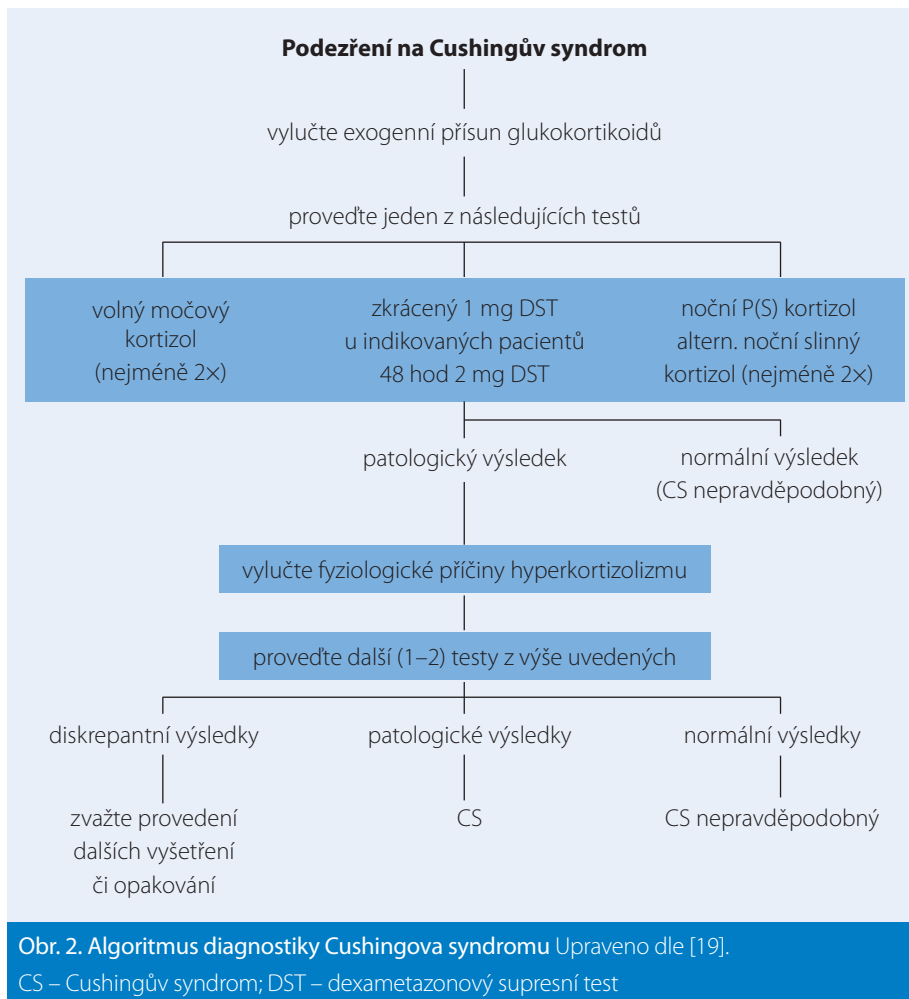 Podezření na Cushingův syndrom
vylučte exogenní přísun glukokortikoidů
proveďte jeden z následujících testů
volný močový
kortizol
(nejméně 2×)
zkrácený 1 mg DST
u indikovaných pacientů
48 hod 2 mg DST
noční P(S) kortizol
altern. noční slinný
kortizol (nejméně 2×)
patologický výsledek
normální výsledek
(CS nepravděpodobný)
vylučte fyziologické příčiny hyperkortizolizmu
proveďte další (1–2) testy z výše uvedených
diskrepantní výsledky
patologické výsledky
normální výsledky
zvažte provedení
dalších vyšetření
či opakování
CS
CS nepravděpodobný
Obr. 2. Algoritmus diagnostiky Cushingova syndromu Upraveno dle [19].
CS – Cushingův syndrom; DST – dexametazonový supresní test